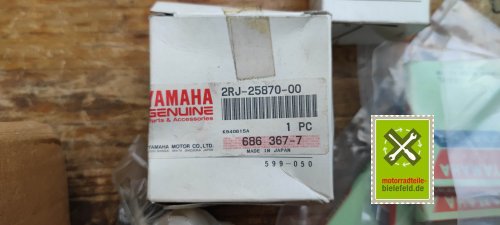 YAMAHA
GENUINE
Parts & Accessories
YAMAHA MOTOR CO.,LTD.
2RJ-25870-00
K940615A
1 PC
686 367-7
MADE IN JAPAN
599-050
motorradteile
bielefeld.de